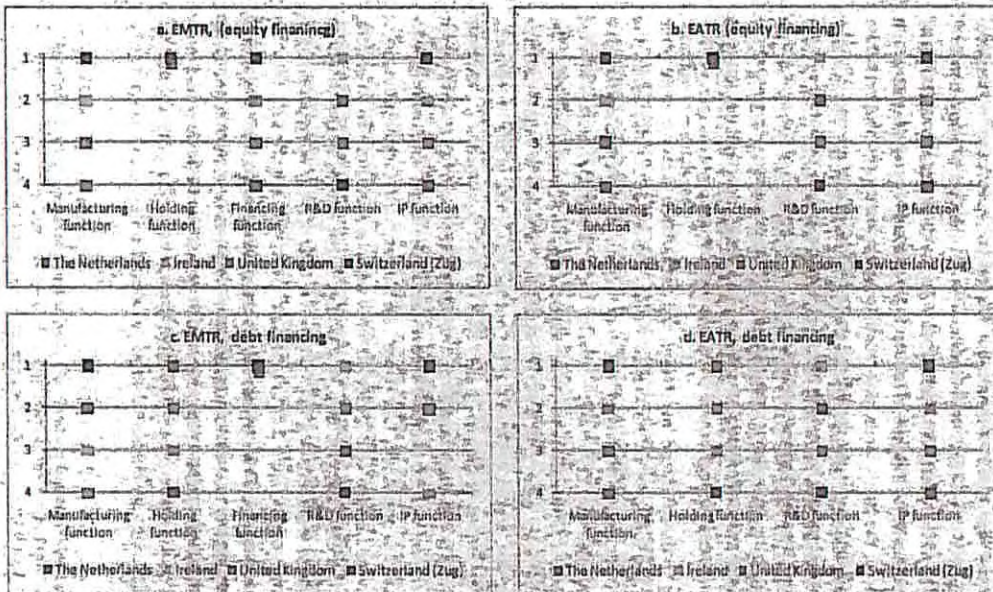 a. EMTR, (equity financing)
1
2
3
4
Manufacturing Holding Financing R&D function IP function
function function function
The Netherlands Ireland United Kingdom Switzerland (Zug)
b. EATR (equity financing)
1
2
3
4
Manufacturing Holding function R&D function IP function
function
The Netherlands Ireland United Kingdom Switzerland (Zug)
c. EMTR, debt financing
1
2
3
4
Manufacturing Holding Financing R&D function IP function
function function function
The Netherlands Ireland United Kingdom Switzerland (Zug)
d. EATR, debt financing
1
2
3
4
Manufacturing Holding function R&D function IP function
function
The Netherlands Ireland United Kingdom Switzerland (Zug)